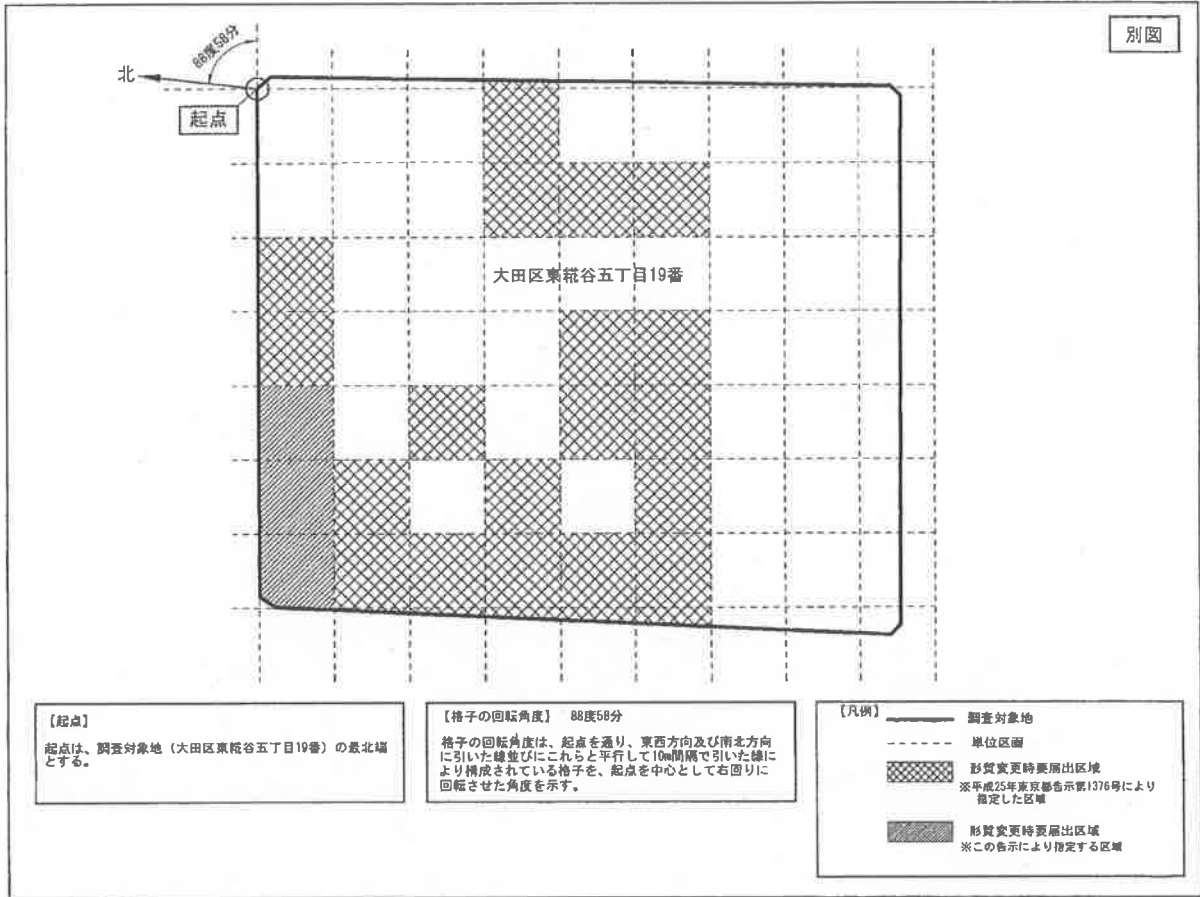 別図
88度58分
北
起点
大田区東糀谷五丁目19番
【起点】
起点は、調査対象地（大田区東糀谷五丁目19番）の最北端
とする。
【格子の回転角度】 88度58分
格子の回転角度は、起点を通り、東西方向及び南北方向
に引いた線並びにこれらと平行して10m間隔で引いた線に
より構成されている格子を、起点を中心として右回りに
回転させた角度を示す。
【凡例】
調査対象地
単位区画
形質変更時要届出区域
※平成25年東京都告示第1376号により
指定した区域
形質変更時要届出区域
※この告示により指定する区域